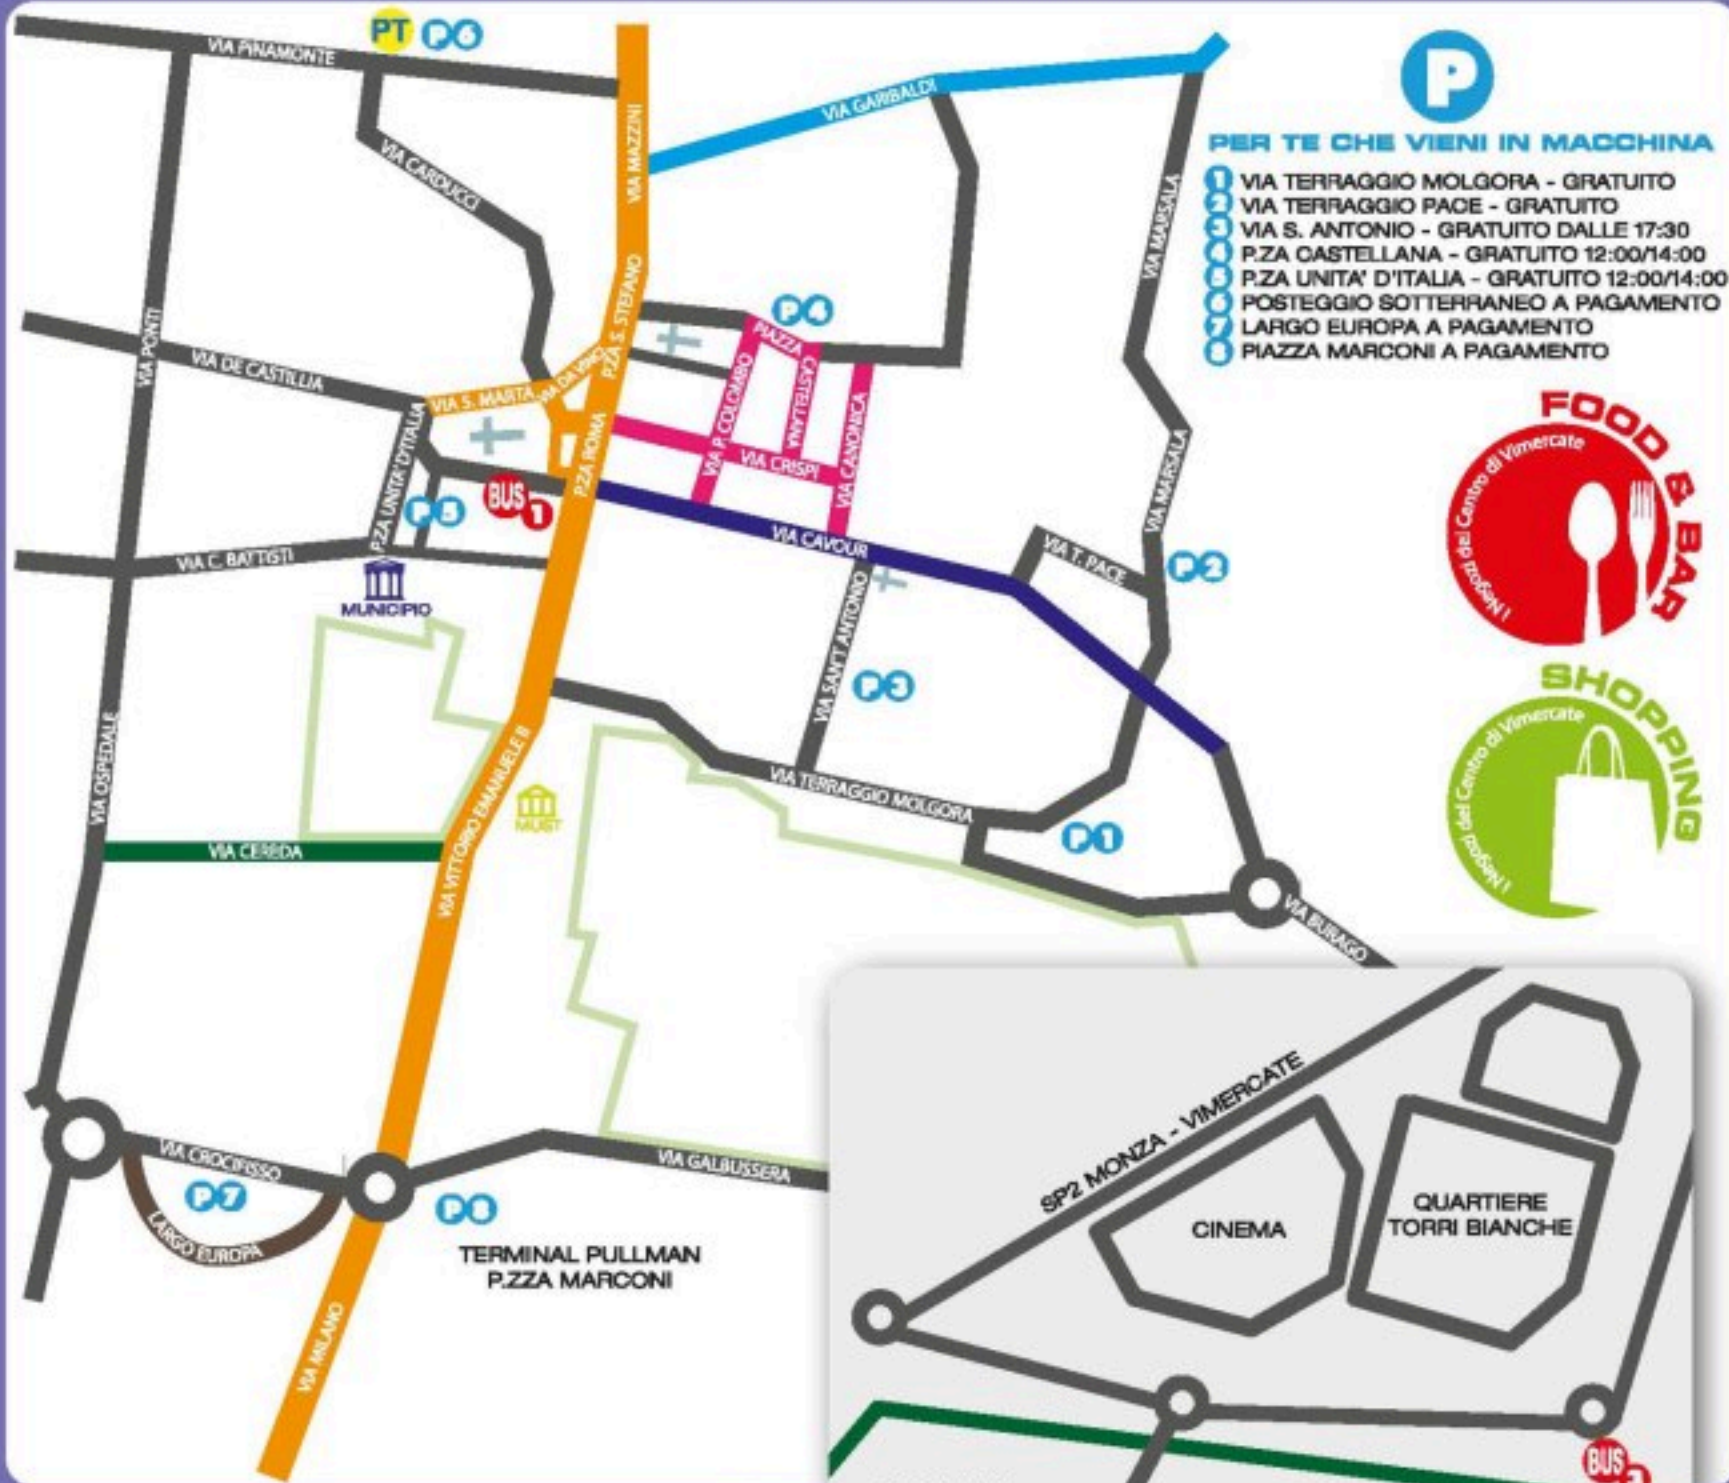 PT P6
VIA PINAMONTE
VIA MAZZINI
VIA GARIBALDI
VIA CARDUCCI
VIA MARSALA
P
PER TE CHE VIENI IN MACCHINA
1 VIA TERRAGGIO MOLGORA - GRATUITO
2 VIA TERRAGGIO PACE - GRATUITO
3 VIA S. ANTONIO - GRATUITO DALLE 17:30
4 P.ZA CASTELLANA - GRATUITO 12:00/14:00
5 P.ZA UNITA' D'ITALIA - GRATUITO 12:00/14:00
6 POSTEGGIO SOTTERRANEO A PAGAMENTO
7 LARGO EUROPA A PAGAMENTO
8 PIAZZA MARCONI A PAGAMENTO
VIA PONTI
VIA DE CASTILLIA
P.ZA S. STEFANO
P4
PIAZZA
CASTELLANA
VIA P. COLOMBO
VIA CANONICA
VIA CRISPI
VIA S. MARTA
VIA DA VINCI
P.ZA ROMA
P.ZA UNITA' D'ITALIA
P5
BUS 1
VIA C. BATTISTI
MUNICIPIO
VIA CAVOUR
VIA T. PACE
VIA MARSALA
P2
VIA SANT ANTONIO
P3
FOOD & BAR
I Negozi del Centro di Vimercate
SHOPPING
I Negozi del Centro di Vimercate
VIA OSPEDALE
VIA VITTORIO EMANUELE II
MUST
VIA TERRAGGIO MOLGORA
P1
VIA CEREDA
VIA BURAGO
VIA CROCIFISSO
P7
LARGO EUROPA
P8
VIA GALBUSSERA
TERMINAL PULLMAN
P.ZZA MARCONI
VIA MILANO
SP2 MONZA - VIMERCATE
CINEMA
QUARTIERE
TORRI BIANCHE
BUS